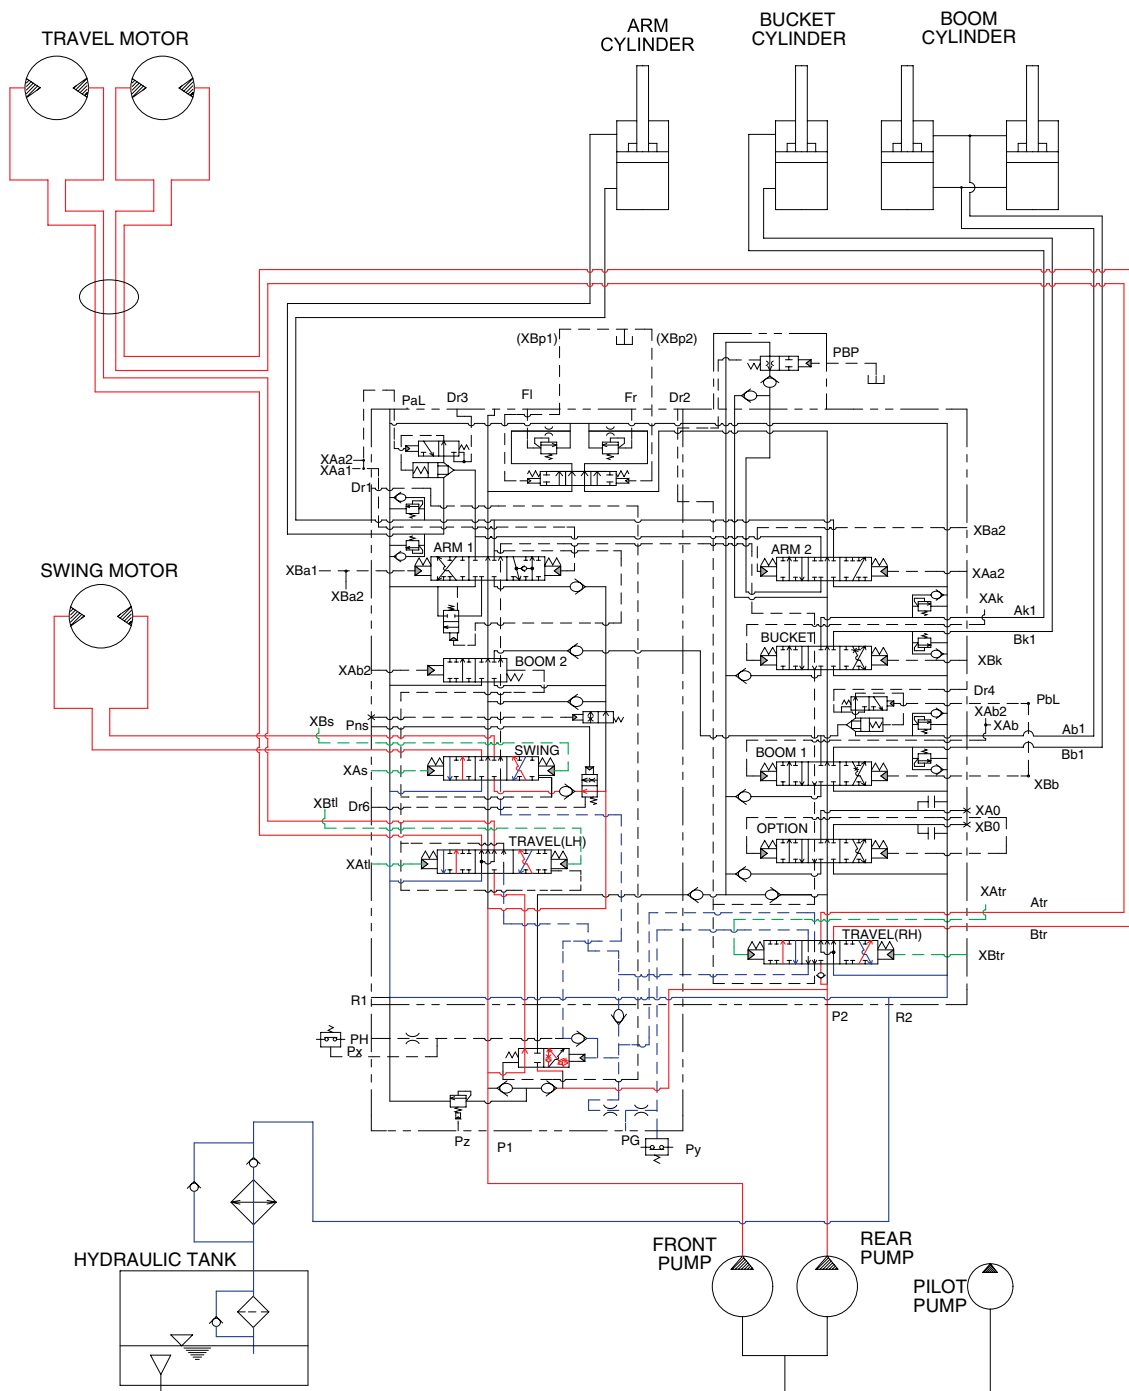 TRAVEL MOTOR
ARM
CYLINDER
BUCKET
CYLINDER
BOOM
CYLINDER
(XBp1)
(XBp2)
PBP
PaL
Dr3
Fl
Fr
Dr2
XAa2
XAa1
Dr1
XBa2
ARM 1
ARM 2
SWING MOTOR
XBa1
XBa2
XAa2
XAk
Ak1
BUCKET
Bk1
XAb2
BOOM 2
XBk
Dr4
PbL
XAb2
XAb
XBs
Pns
Ab1
SWING
BOOM 1
Bb1
XAs
XBb
XBtl
Dr6
XA0
OPTION
XB0
TRAVEL(LH)
XAtl
XAtr
Atr
TRAVEL(RH)
Btr
XBtr
R1
P2
R2
PH
Px
Pz
P1
PG
Py
HYDRAULIC TANK
FRONT
PUMP
REAR
PUMP
PILOT
PUMP